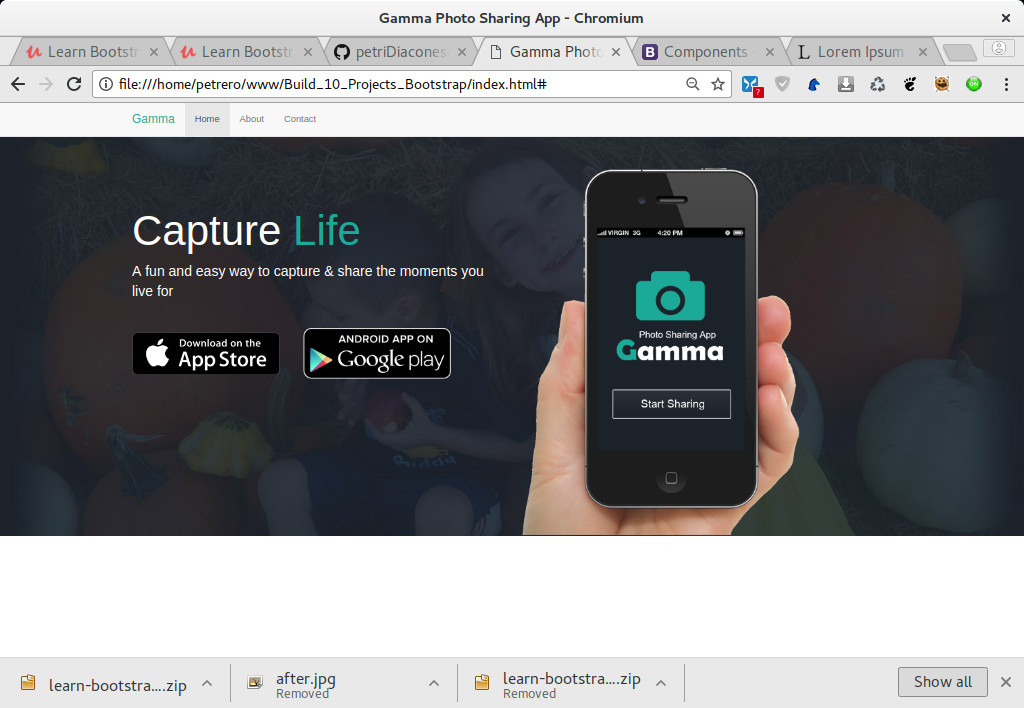 Gamma Photo Sharing App - Chromium
Learn Bootstr
Learn Bootstr
petriDiacones
Gamma Photo
Components
Lorem Ipsum
file:///home/petrero/www/Build_10_Projects_Bootstrap/index.html#
?
ON
Gamma
Home
About
Contact
Capture Life
A fun and easy way to capture & share the moments you
live for
Download on the
App Store
ANDROID APP ON
Google play
VIRGIN 3G
4:20 PM
Photo Sharing App
Gamma
Start Sharing
learn-bootstra....zip
after.jpg
Removed
learn-bootstra....zip
Removed
Show all